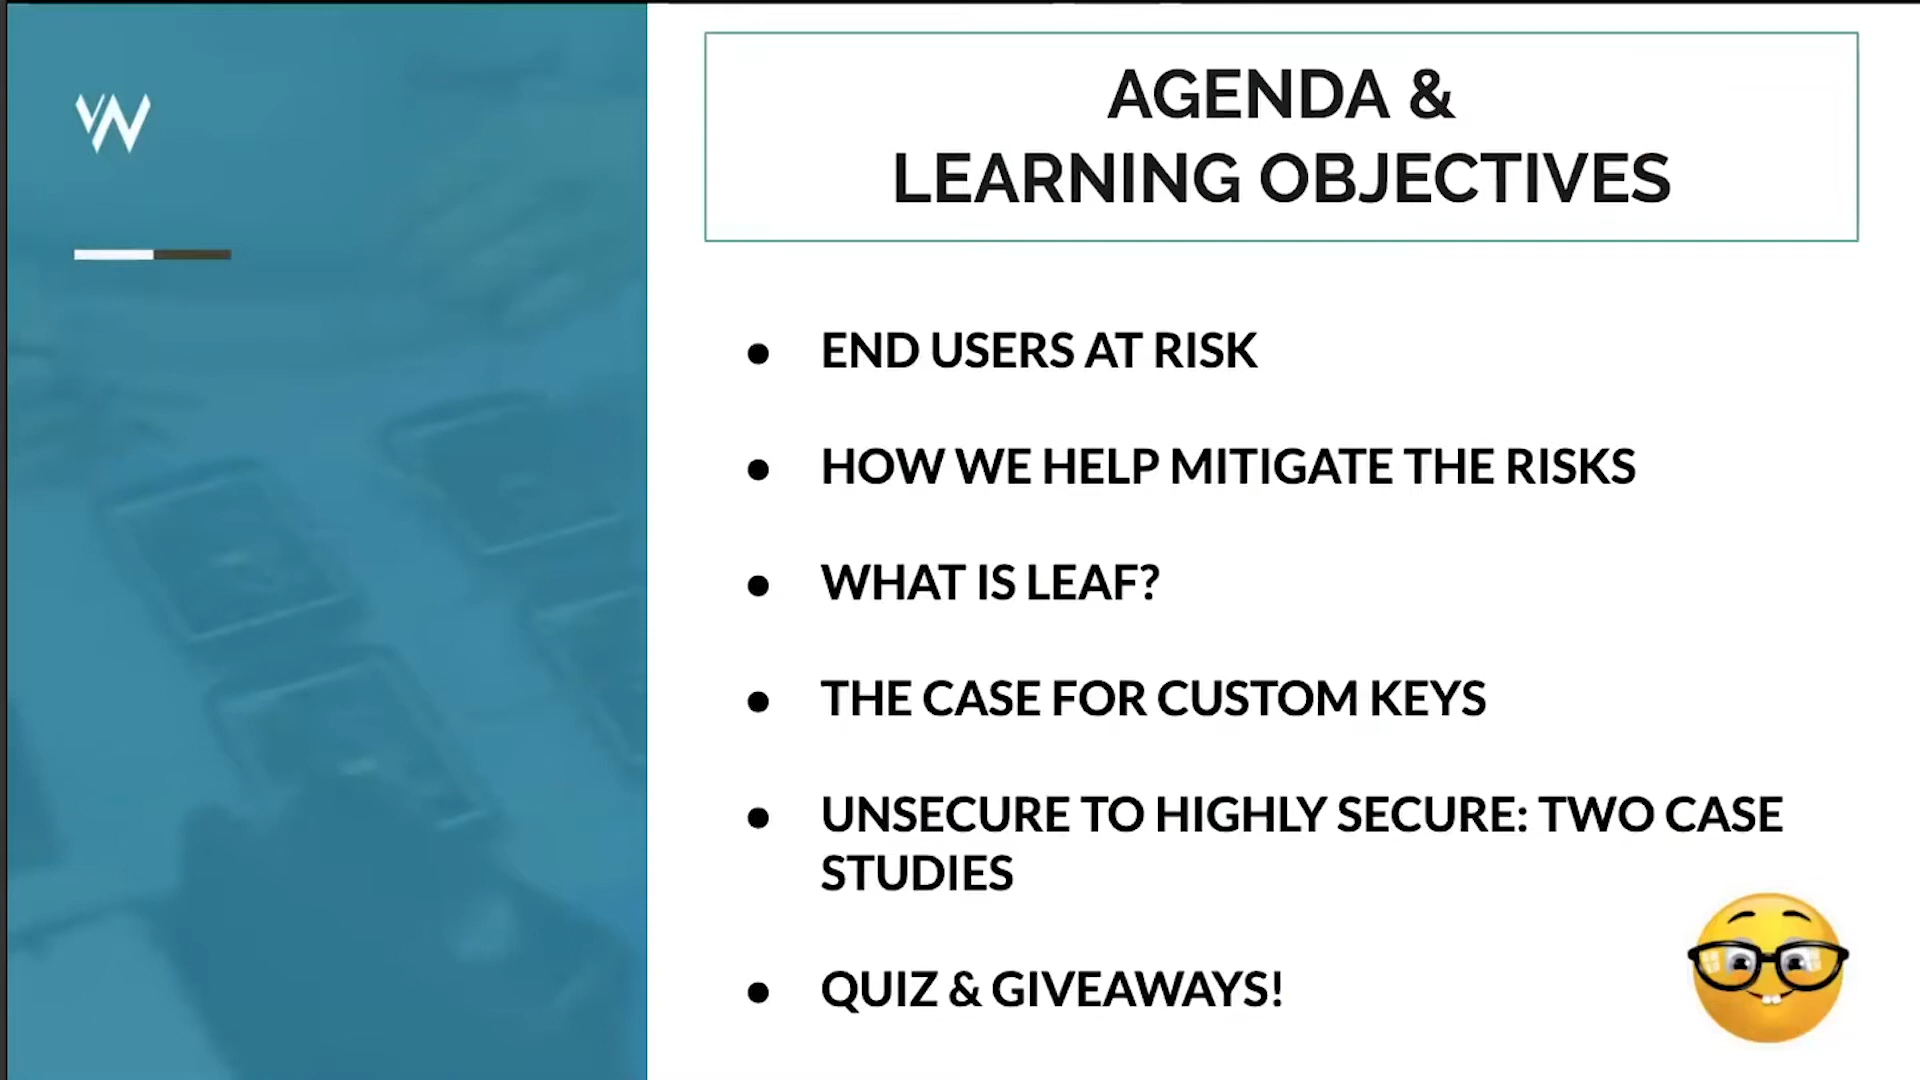 AGENDA &
LEARNING OBJECTIVES
● END USERS AT RISK
● HOW WE HELP MITIGATE THE RISKS
● WHAT IS LEAF?
● THE CASE FOR CUSTOM KEYS
● UNSECURE TO HIGHLY SECURE: TWO CASE
STUDIES
● QUIZ & GIVEAWAYS!